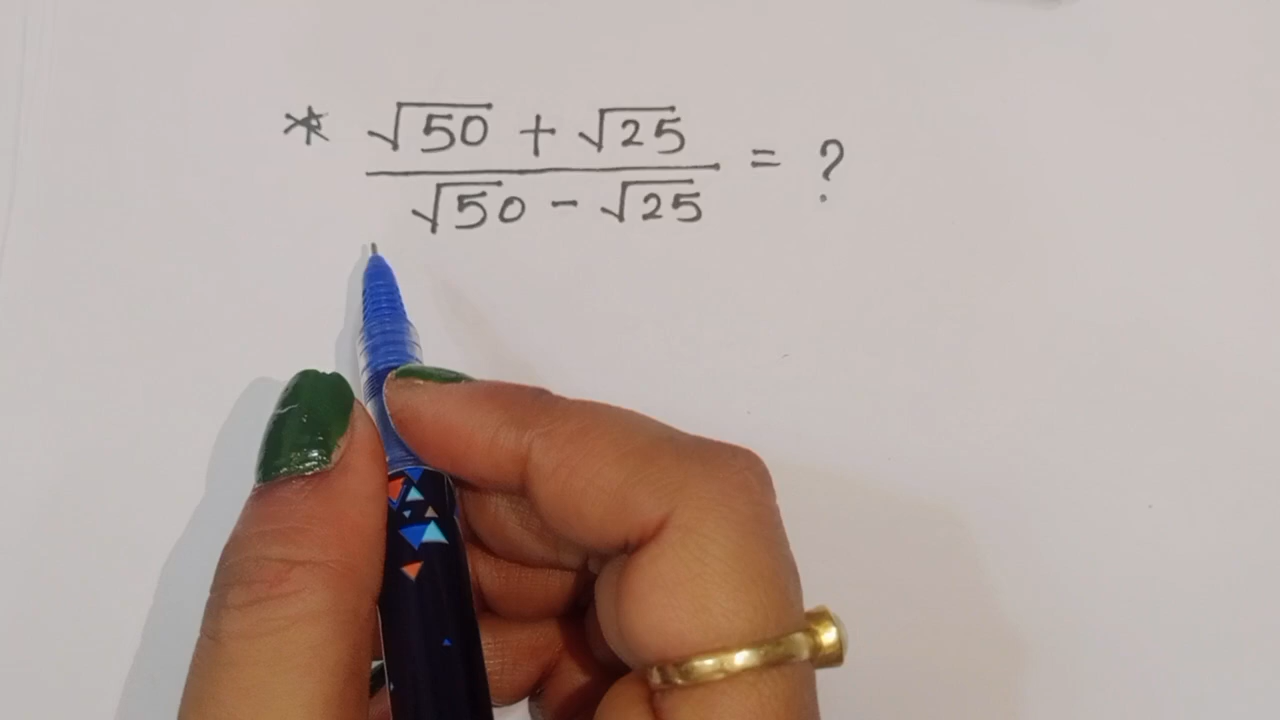 * √50 + √25 = ?
√50 - √25